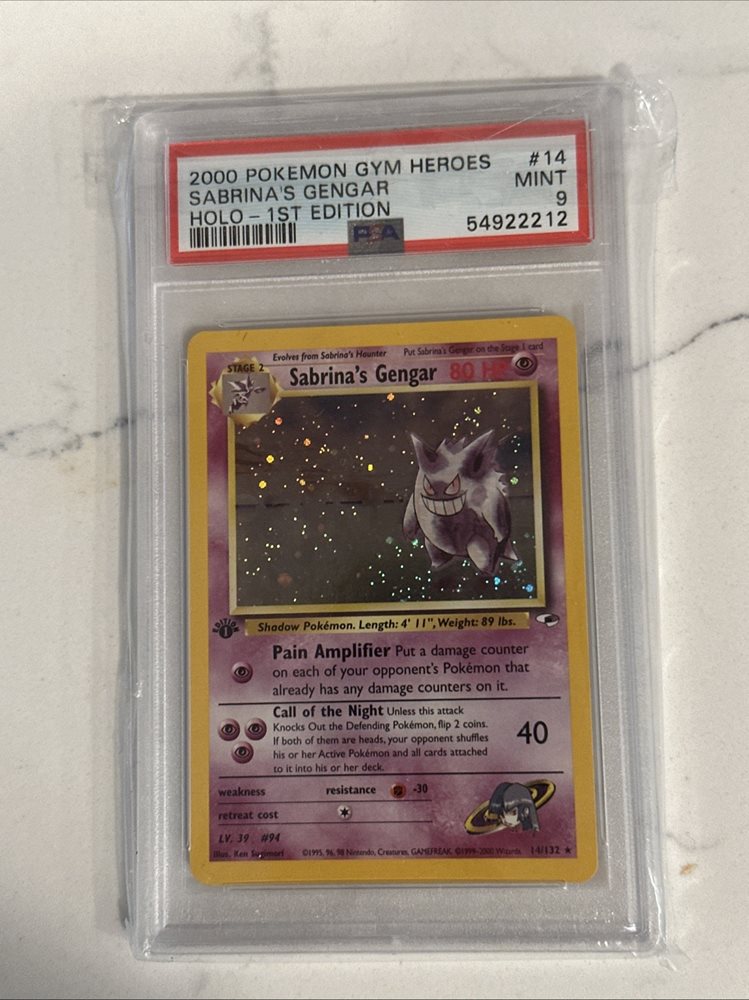 2000 POKEMON GYM HEROES #14
SABRINA'S GENGAR MINT
HOLO - 1ST EDITION 9
PSA 54922212
Evolves from Sabrina's Haunter Put Sabrina's Gengar on the Stage 1 card
STAGE 2 Sabrina's Gengar 80 HP
EDITION 1
Shadow Pokémon. Length: 4' 11", Weight: 89 lbs.
Pain Amplifier Put a damage counter
on each of your opponent's Pokémon that
already has any damage counters on it.
Call of the Night Unless this attack
Knocks Out the Defending Pokémon, flip 2 coins.
If both of them are heads, your opponent shuffles
his or her Active Pokémon and all cards attached
to it into his or her deck.
40
weakness resistance -30
retreat cost
LV. 39 #94
Illus. Ken Sugimori ©1995, 96, 98 Nintendo, Creatures, GAMEFREAK. ©1999-2000 Wizards. 14/132 ★